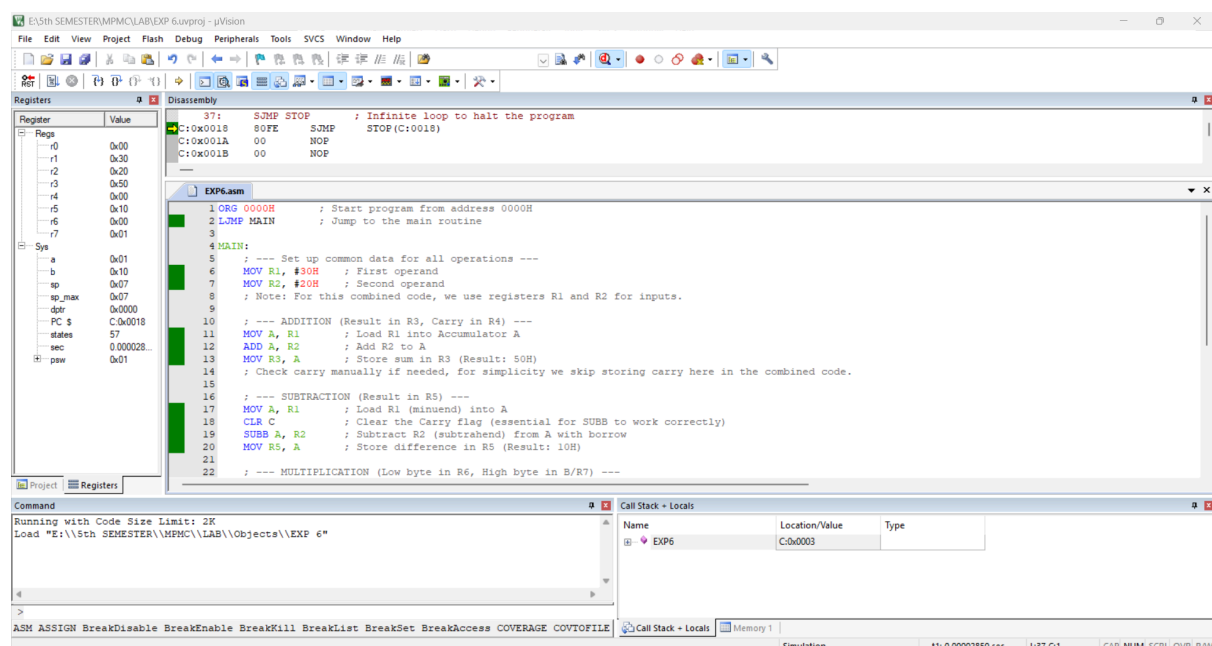 E:\5th SEMESTER\MPMC\LAB\EXP 6.uvproj - µVision
File Edit View Project Flash Debug Peripherals Tools SVCS Window Help
RST
Registers
Register Value
Regs
r0 0x00
r1 0x30
r2 0x20
r3 0x50
r4 0x00
r5 0x10
r6 0x00
r7 0x01
Sys
a 0x01
b 0x10
sp 0x07
sp_max 0x07
dptr 0x0000
PC $ C:0x0018
states 57
sec 0.000028...
psw 0x01
Project Registers
Disassembly
37: SJMP STOP ; Infinite loop to halt the program
C:0x0018 80FE SJMP STOP(C:0018)
C:0x001A 00 NOP
C:0x001B 00 NOP
EXP6.asm
1 ORG 0000H ; Start program from address 0000H
2 LJMP MAIN ; Jump to the main routine
3
4 MAIN:
5 ; --- Set up common data for all operations ---
6 MOV R1, #30H ; First operand
7 MOV R2, #20H ; Second operand
8 ; Note: For this combined code, we use registers R1 and R2 for inputs.
9
10 ; --- ADDITION (Result in R3, Carry in R4) ---
11 MOV A, R1 ; Load R1 into Accumulator A
12 ADD A, R2 ; Add R2 to A
13 MOV R3, A ; Store sum in R3 (Result: 50H)
14 ; Check carry manually if needed, for simplicity we skip storing carry here in the combined code.
15
16 ; --- SUBTRACTION (Result in R5) ---
17 MOV A, R1 ; Load R1 (minuend) into A
18 CLR C ; Clear the Carry flag (essential for SUBB to work correctly)
19 SUBB A, R2 ; Subtract R2 (subtrahend) from A with borrow
20 MOV R5, A ; Store difference in R5 (Result: 10H)
21
22 ; --- MULTIPLICATION (Low byte in R6, High byte in B/R7) ---
Command
Running with Code Size Limit: 2K
Load "E:\\5th SEMESTER\\MPMC\\LAB\\Objects\\EXP 6"
>
ASM ASSIGN BreakDisable BreakEnable BreakKill BreakList BreakSet BreakAccess COVERAGE COVTOFILE
Call Stack + Locals
Name Location/Value Type
EXP6 C:0x0003
Call Stack + Locals Memory 1
Simulation t1: 0.00002850 sec L:37 C:1 CAP NUM SCRL OVR R/W